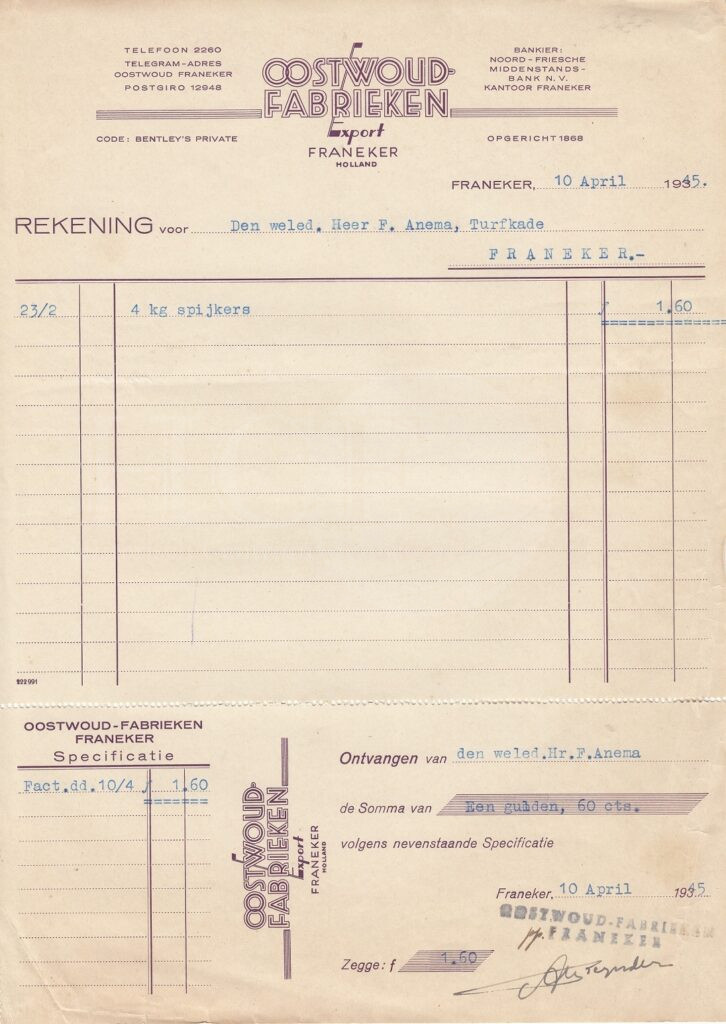 TELEFOON 2260
TELEGRAM-ADRES
OOSTWOUD FRANEKER
POSTGIRO 12948
CODE: BENTLEY'S PRIVATE
OOSTWOUD-
FABRIEKEN
Export
FRANEKER
HOLLAND
BANKIER:
NOORD-FRIESCHE
MIDDENSTANDS-
BANK N.V.
KANTOOR FRANEKER
OPGERICHT 1868
FRANEKER, 10 April 19345.
REKENING voor Den weled. Heer F. Anema, Turfkade
FRANEKER.-
23/2 4 kg spijkers f 1.60
222991
OOSTWOUD-FABRIEKEN
FRANEKER
Specificatie
Fact.dd.10/4 f 1.60
OOSTWOUD-
FABRIEKEN
Export
FRANEKER
HOLLAND
Ontvangen van den weled.Hr.F.Anema
de Somma van Een gulden, 60 cts.
volgens nevenstaande Specificatie
Franeker, 10 April 19345
OOSTWOUD-FABRIEKEN
pp. FRANEKER
Zegge: f 1.60